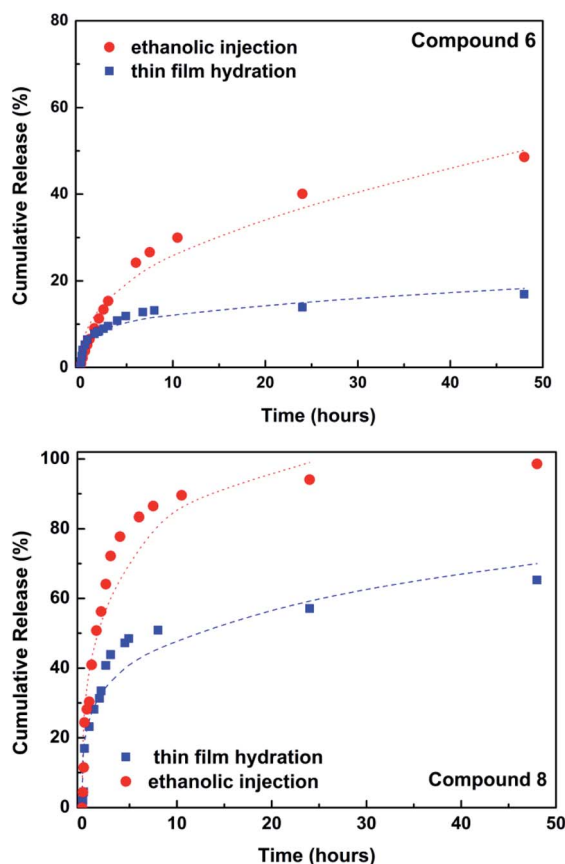 80
60
40
20
0
Cumulative Release (%)
ethanolic injection
thin film hydration
Compound 6
0 10 20 30 40 50
Time (hours)
100
80
60
40
20
0
Cumulative Release (%)
thin film hydration
ethanolic injection
Compound 8
0 10 20 30 40 50
Time (hours)